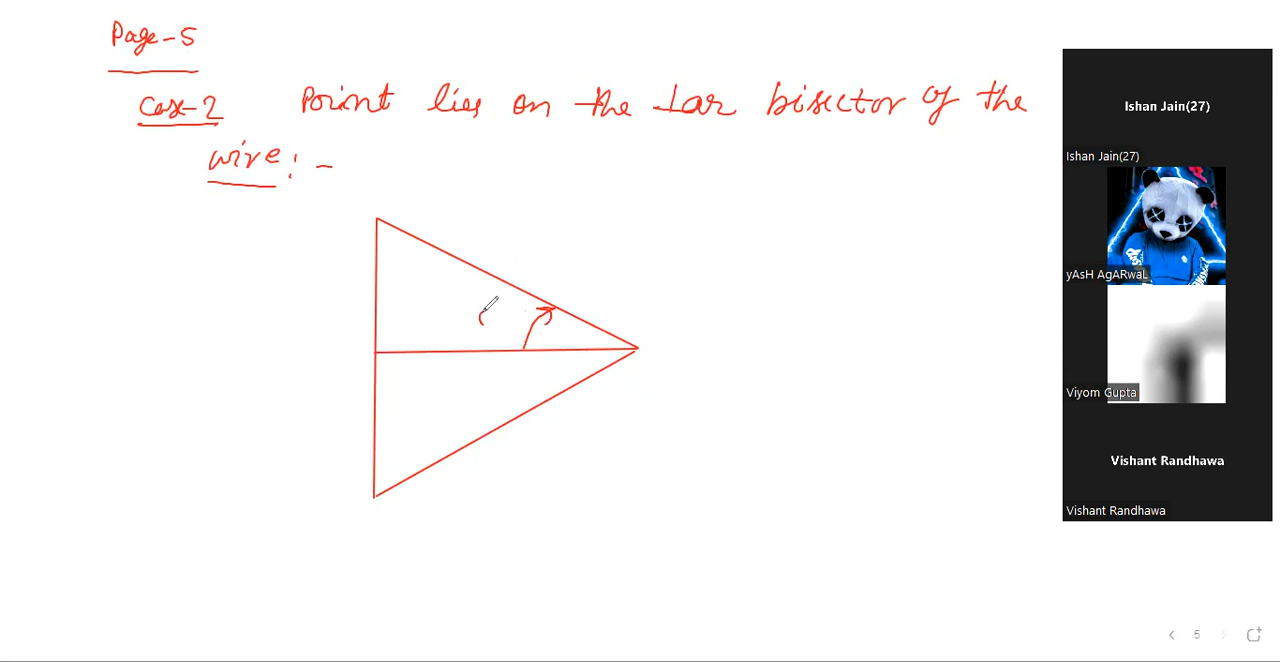 Page-5
Case-2 Point lies on the ⊥ar bisector of the
wire: -
Ishan Jain(27)
Ishan Jain(27)
yAsH AgARwaL
Viyom Gupta
Vishant Randhawa
Vishant Randhawa
5